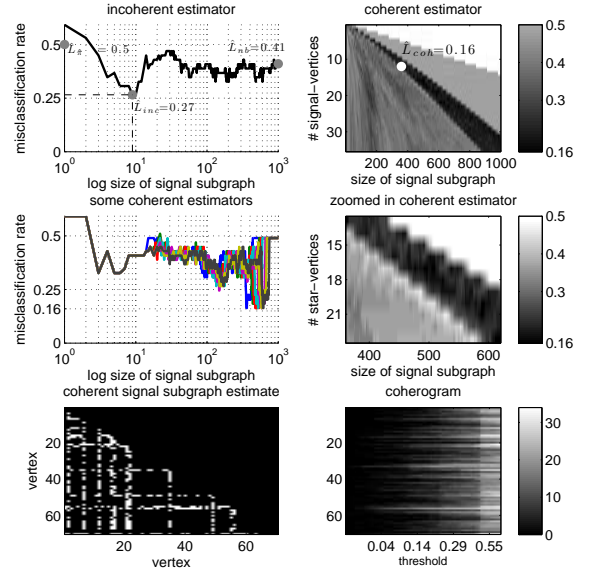 incoherent estimator
misclassification rate
0.5
0.25
0
L̂_π̂ = 0.5
L̂_nb=0.41
L̂_inc=0.27
10^0
10^1
10^2
10^3
log size of signal subgraph
coherent estimator
# signal−vertices
10
20
30
L̂_coh=0.16
200 400 600 800 1000
size of signal subgraph
0.5
0.4
0.3
0.16
some coherent estimators
misclassification rate
0.5
0.25
0.16
0
10^0
10^1
10^2
10^3
log size of signal subgraph
zoomed in coherent estimator
# star−vertices
13
18
21
400 500 600
size of signal subgraph
0.5
0.4
0.3
0.16
coherent signal subgraph estimate
vertex
20
40
60
20 40 60
vertex
coherogram
20
40
60
0.04 0.14 0.29 0.55
threshold
30
20
10
0